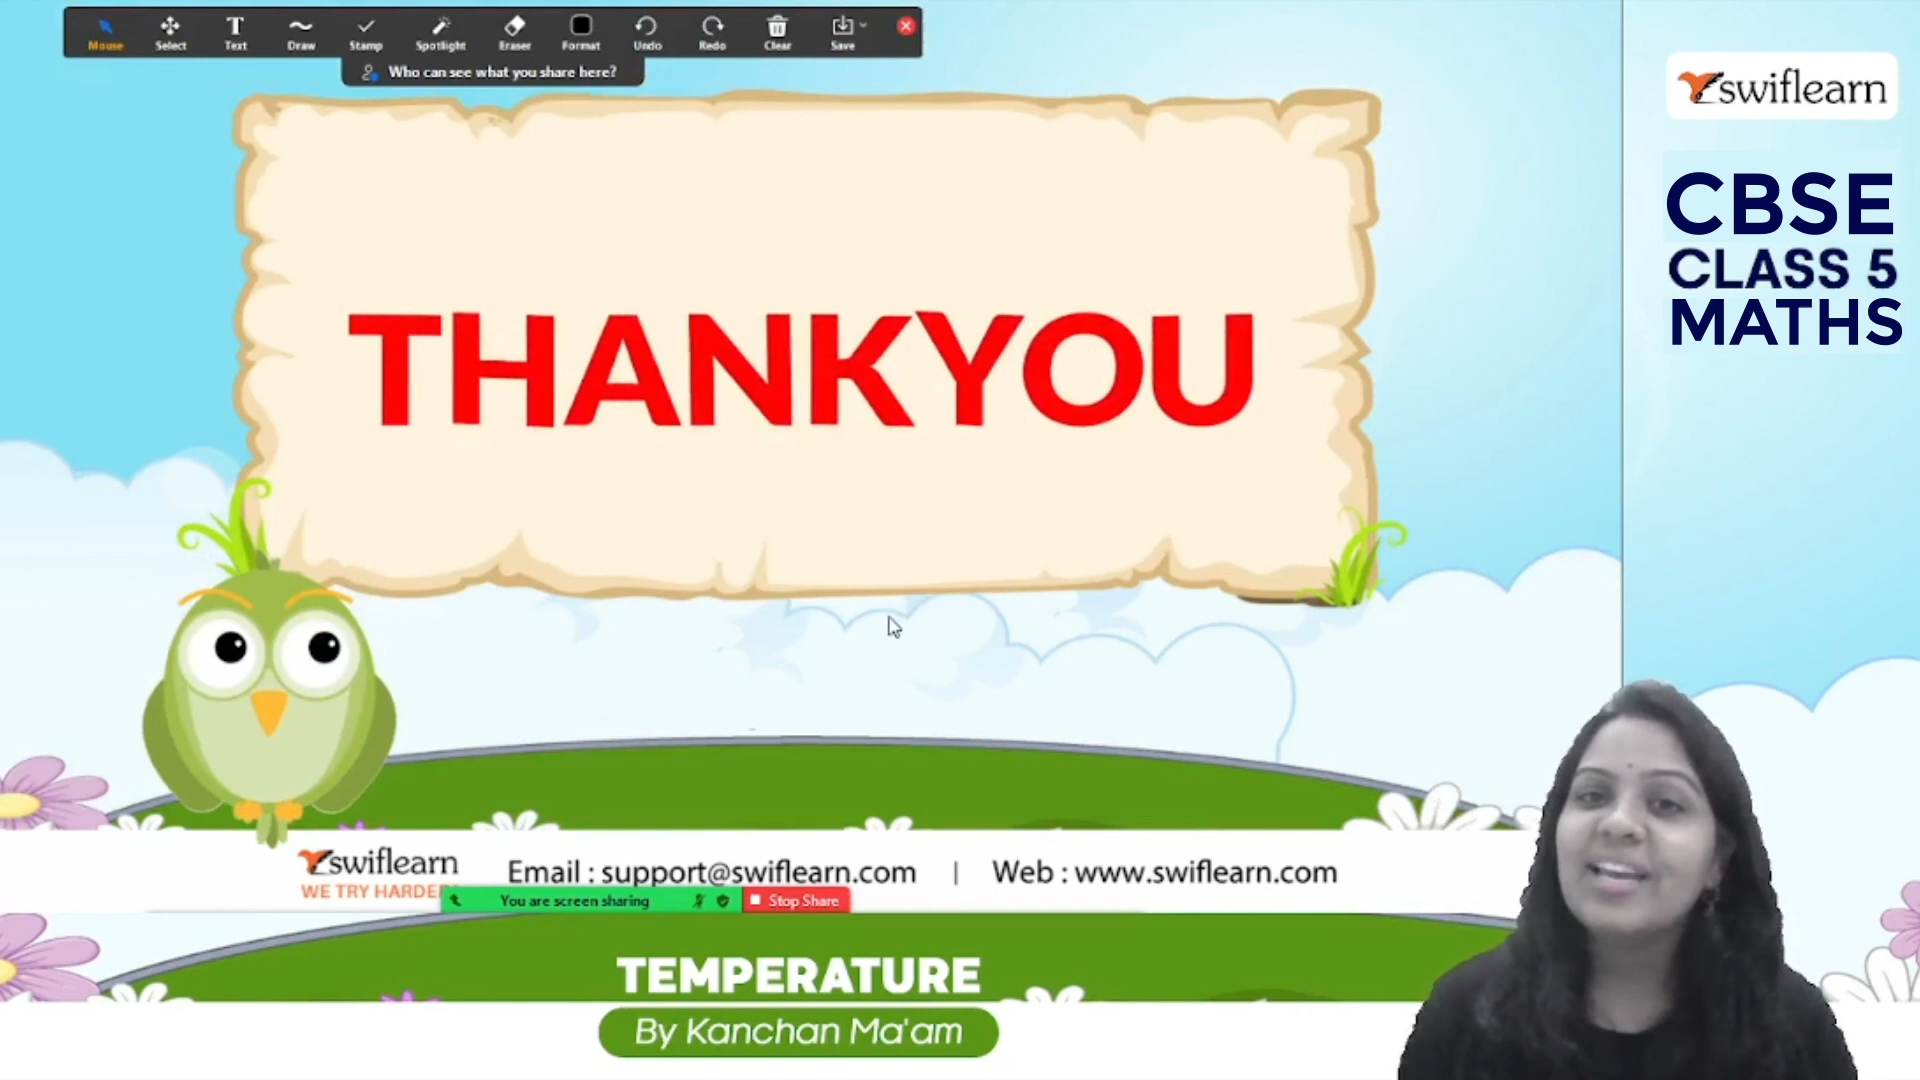 Mouse Select Text Draw Stamp Spotlight Eraser Format Undo Redo Clear Save
Who can see what you share here?
swiflearn
CBSE
CLASS 5
MATHS
THANKYOU
swiflearn
WE TRY HARDER
Email : support@swiflearn.com | Web : www.swiflearn.com
You are screen sharing Stop Share
TEMPERATURE
By Kanchan Ma'am